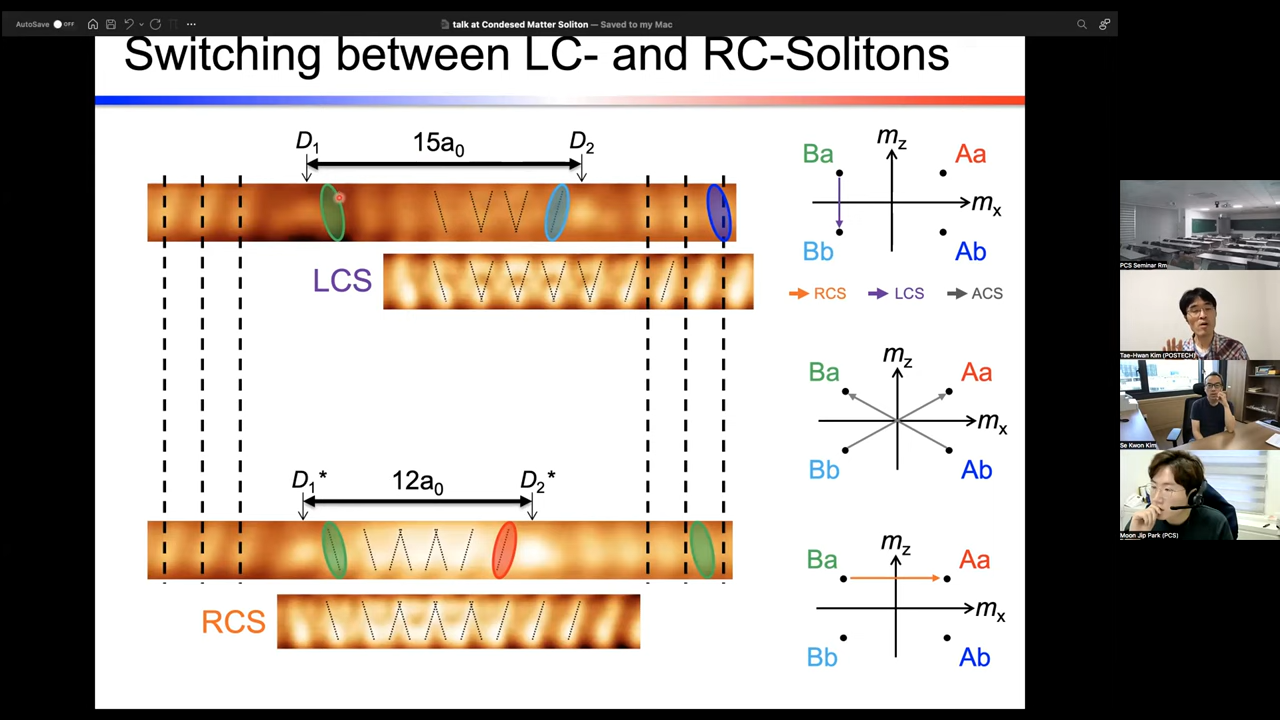 AutoSave OFF
talk at Condesed Matter Soliton — Saved to my Mac
Switching between LC- and RC-Solitons
D1 15a0 D2
LCS
D1* 12a0 D2*
RCS
mz
Ba Aa
mx
Bb Ab
RCS LCS ACS
mz
Ba Aa
mx
Bb Ab
mz
Ba Aa
mx
Bb Ab
PCS Seminar Rm
Tae-Hwan Kim (POSTECH)
Se Kwon Kim
Moon Jip Park (PCS)